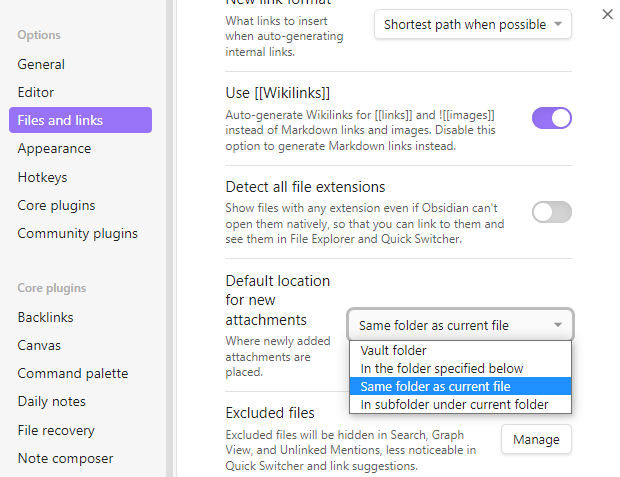 Options
General
Editor
Files and links
Appearance
Hotkeys
Core plugins
Community plugins
Core plugins
Backlinks
Canvas
Command palette
Daily notes
File recovery
Note composer
New link format
What links to insert
when auto-generating
internal links.
Shortest path when possible
Use [[Wikilinks]]
Auto-generate Wikilinks for [[links]] and ![[images]]
instead of Markdown links and images. Disable this
option to generate Markdown links instead.
Detect all file extensions
Show files with any extension even if Obsidian can't
open them natively, so that you can link to them and
see them in File Explorer and Quick Switcher.
Default location
for new
attachments
Where newly added
attachments are
placed.
Same folder as current file
Vault folder
In the folder specified below
Same folder as current file
In subfolder under current folder
Excluded files
Excluded files will be hidden in Search, Graph
View, and Unlinked Mentions, less noticeable in
Quick Switcher and link suggestions.
Manage